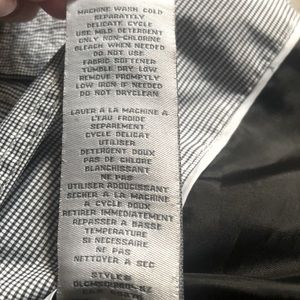 MACHINE WASH COLD
SEPARATELY
DELICATE CYCLE
USE MILD DETERGENT
ONLY NON-CHLORINE
BLEACH WHEN NEEDED
DO NOT USE
FABRIC SOFTENER
TUMBLE DRY LOW
REMOVE PROMPTLY
LOW IRON IF NEEDED
DO NOT DRYCLEAN
LAVER A LA MACHINE A
L'EAU FROIDE
SEPAREMENT
CYCLE DELICAT
UTILISER
DETERGENT DOUX
PAS DE CHLORE
BLANCHISSANT
NE PAS
UTILISER ADOUCISSANT
SECHER A LA MACHINE
A CYCLE DOUX
RETIRER IMMEDIATEMENT
REPASSER A BASSE
TEMPERATURE
SI NECESSAIRE
NE PAS
NETTOYER A SEC
STYLE#